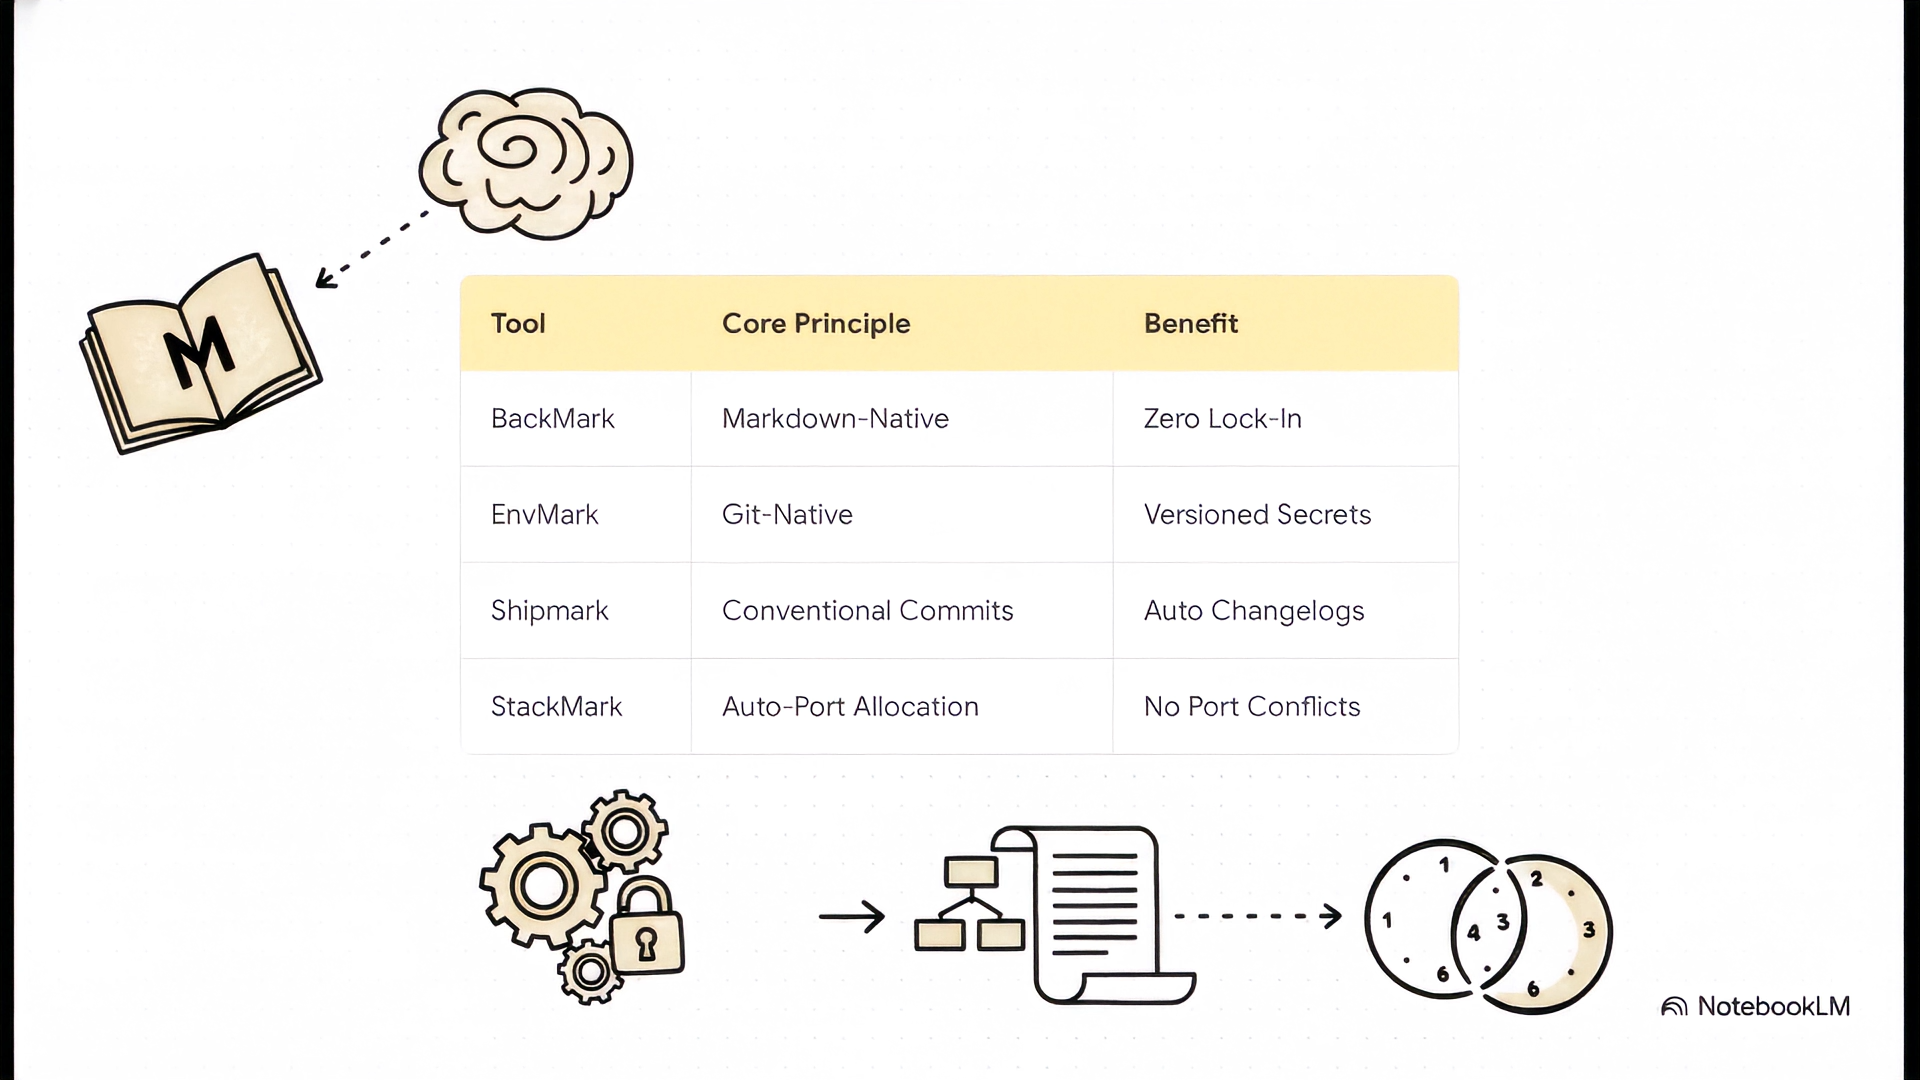 M
Tool Core Principle Benefit
BackMark Markdown-Native Zero Lock-In
EnvMark Git-Native Versioned Secrets
Shipmark Conventional Commits Auto Changelogs
StackMark Auto-Port Allocation No Port Conflicts
1 2
1 4 3 3
6 6
NotebookLM